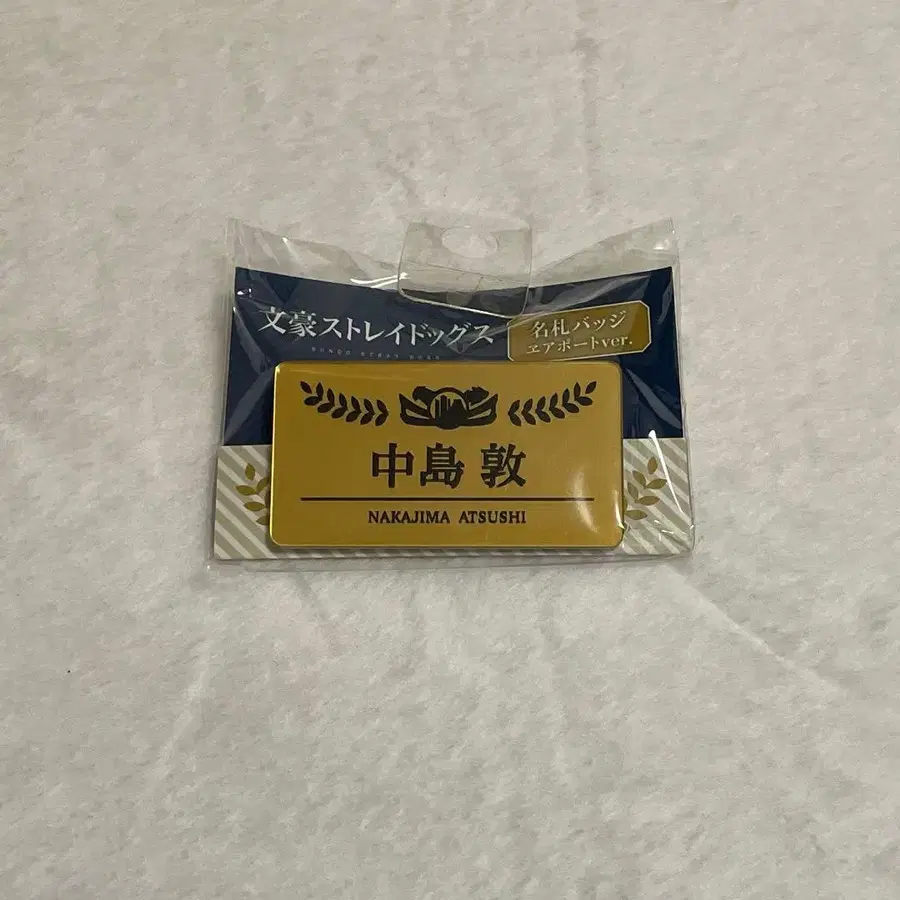 文豪ストレイドッグス
BUNGO STRAY DOGS
名札バッジ
ヱアポートver.
中島 敦
NAKAJIMA ATSUSHI